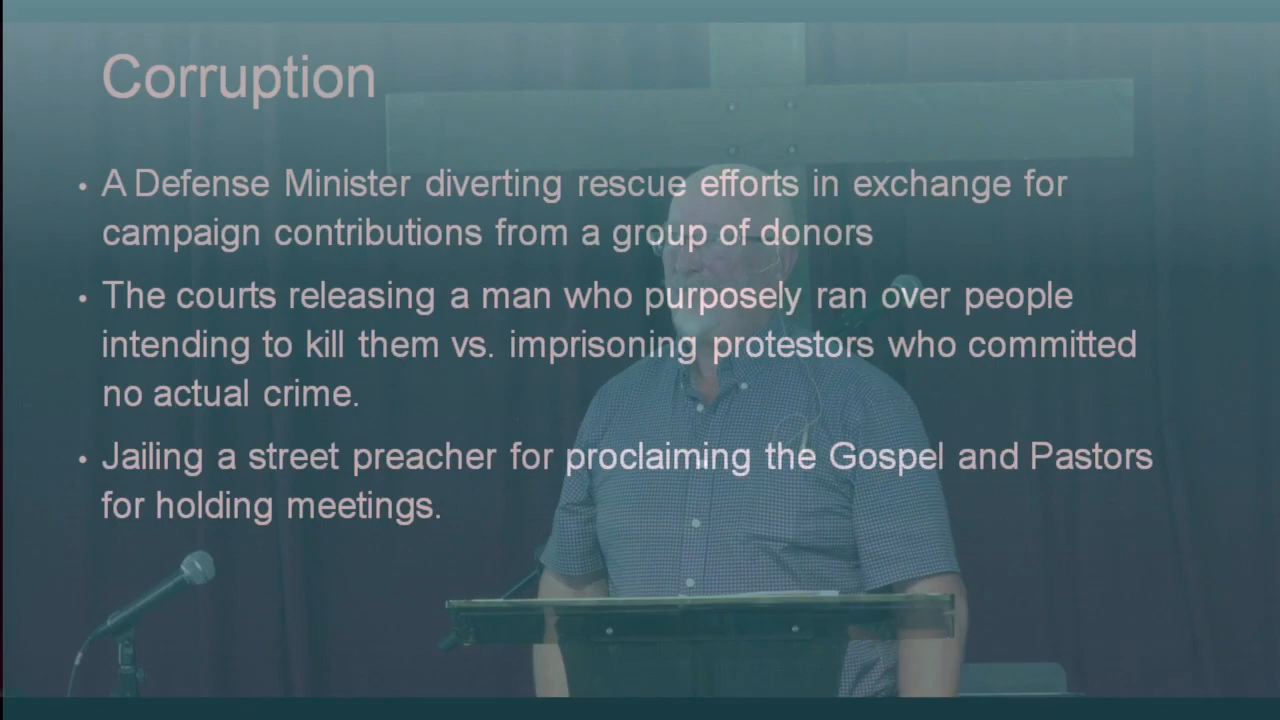 Corruption
• A Defense Minister diverting rescue efforts in exchange for
campaign contributions from a group of donors
• The courts releasing a man who purposely ran over people
intending to kill them vs. imprisoning protestors who committed
no actual crime.
• Jailing a street preacher for proclaiming the Gospel and Pastors
for holding meetings.